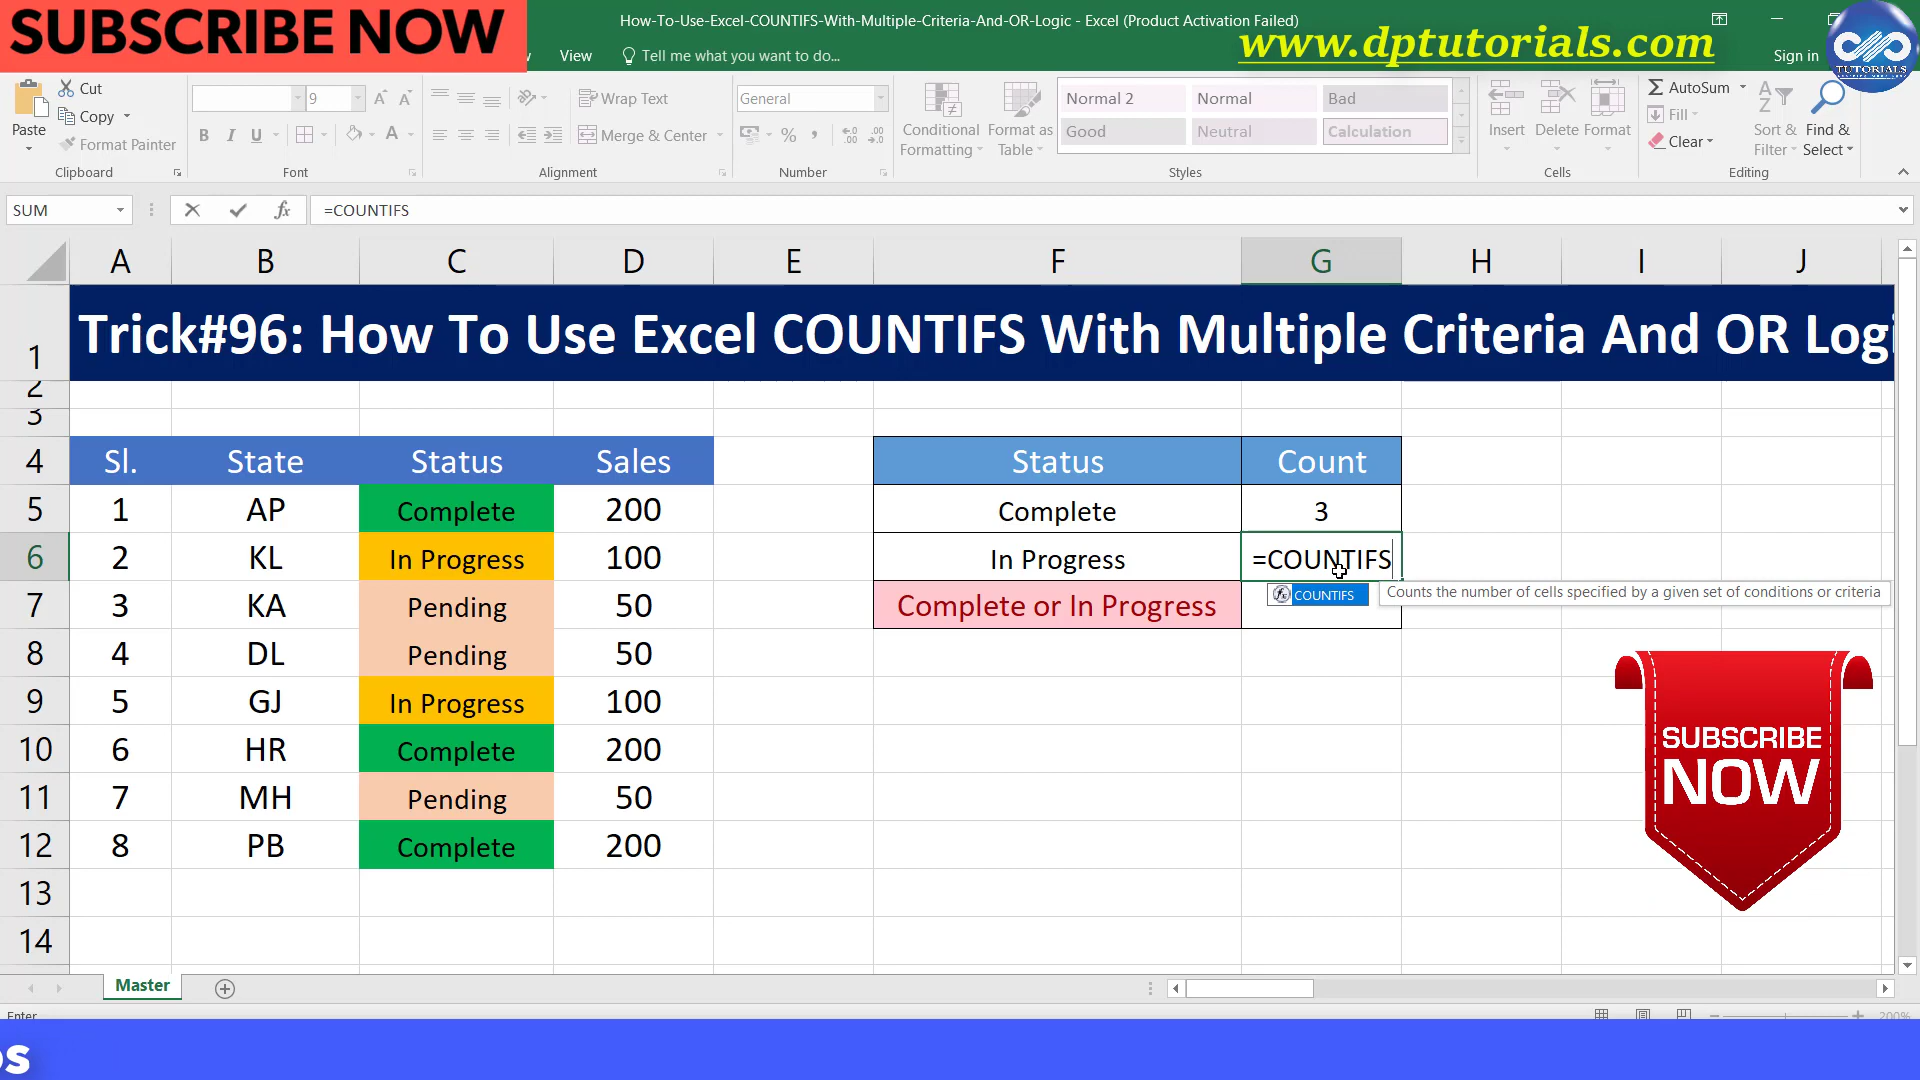 SUBSCRIBE NOW
How-To-Use-Excel-COUNTIFS-With-Multiple-Criteria-And-OR-Logic - Excel (Product Activation Failed)
View
Tell me what you want to do...
www.dptutorials.com
Sign in
TUTORIALS
Paste
Cut
Copy
Format Painter
Clipboard
9
Font
Wrap Text
Merge & Center
Alignment
General
Number
Conditional Formatting
Format as Table
Normal 2 Normal Bad
Good Neutral Calculation
Styles
Insert Delete Format
Cells
AutoSum
Fill
Clear
Sort & Filter
Find & Select
Editing
SUM
=COUNTIFS
A B C D E F G H I J
1 Trick#96: How To Use Excel COUNTIFS With Multiple Criteria And OR Logi
2
3
4 Sl. State Status Sales Status Count
5 1 AP Complete 200 Complete 3
6 2 KL In Progress 100 In Progress =COUNTIFS
COUNTIFS
Counts the number of cells specified by a given set of conditions or criteria
7 3 KA Pending 50 Complete or In Progress
8 4 DL Pending 50
9 5 GJ In Progress 100
10 6 HR Complete 200
11 7 MH Pending 50
12 8 PB Complete 200
13
14
SUBSCRIBE
NOW
Master
Enter
200%